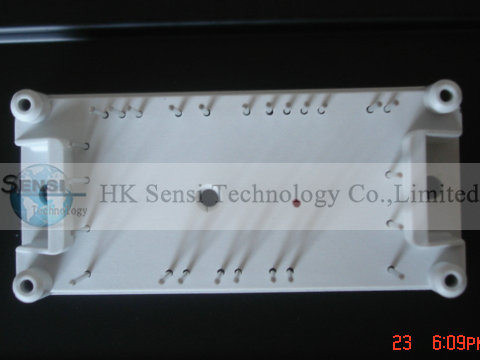 SENSI
Technology
HK Sensi Technology Co.,Limited
23 6:09PM